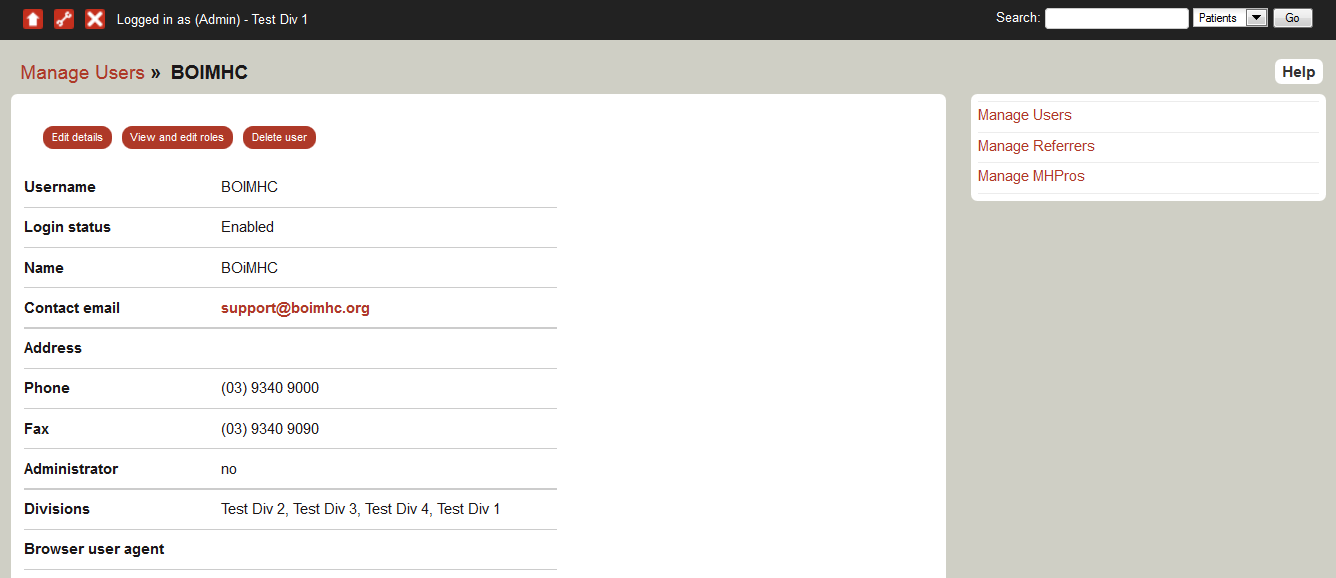 Logged in as (Admin) - Test Div 1
Search: Patients Go
Manage Users » BOIMHC
Help
Edit details View and edit roles Delete user
Username BOIMHC
Login status Enabled
Name BOiMHC
Contact email support@boimhc.org
Address
Phone (03) 9340 9000
Fax (03) 9340 9090
Administrator no
Divisions Test Div 2, Test Div 3, Test Div 4, Test Div 1
Browser user agent
Manage Users
Manage Referrers
Manage MHPros